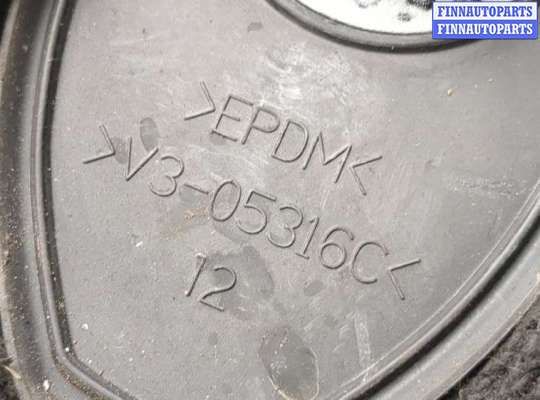 FINNAUTOPARTS
FINNAUTOPARTS
>EPDM<
>V3-05316C<
12